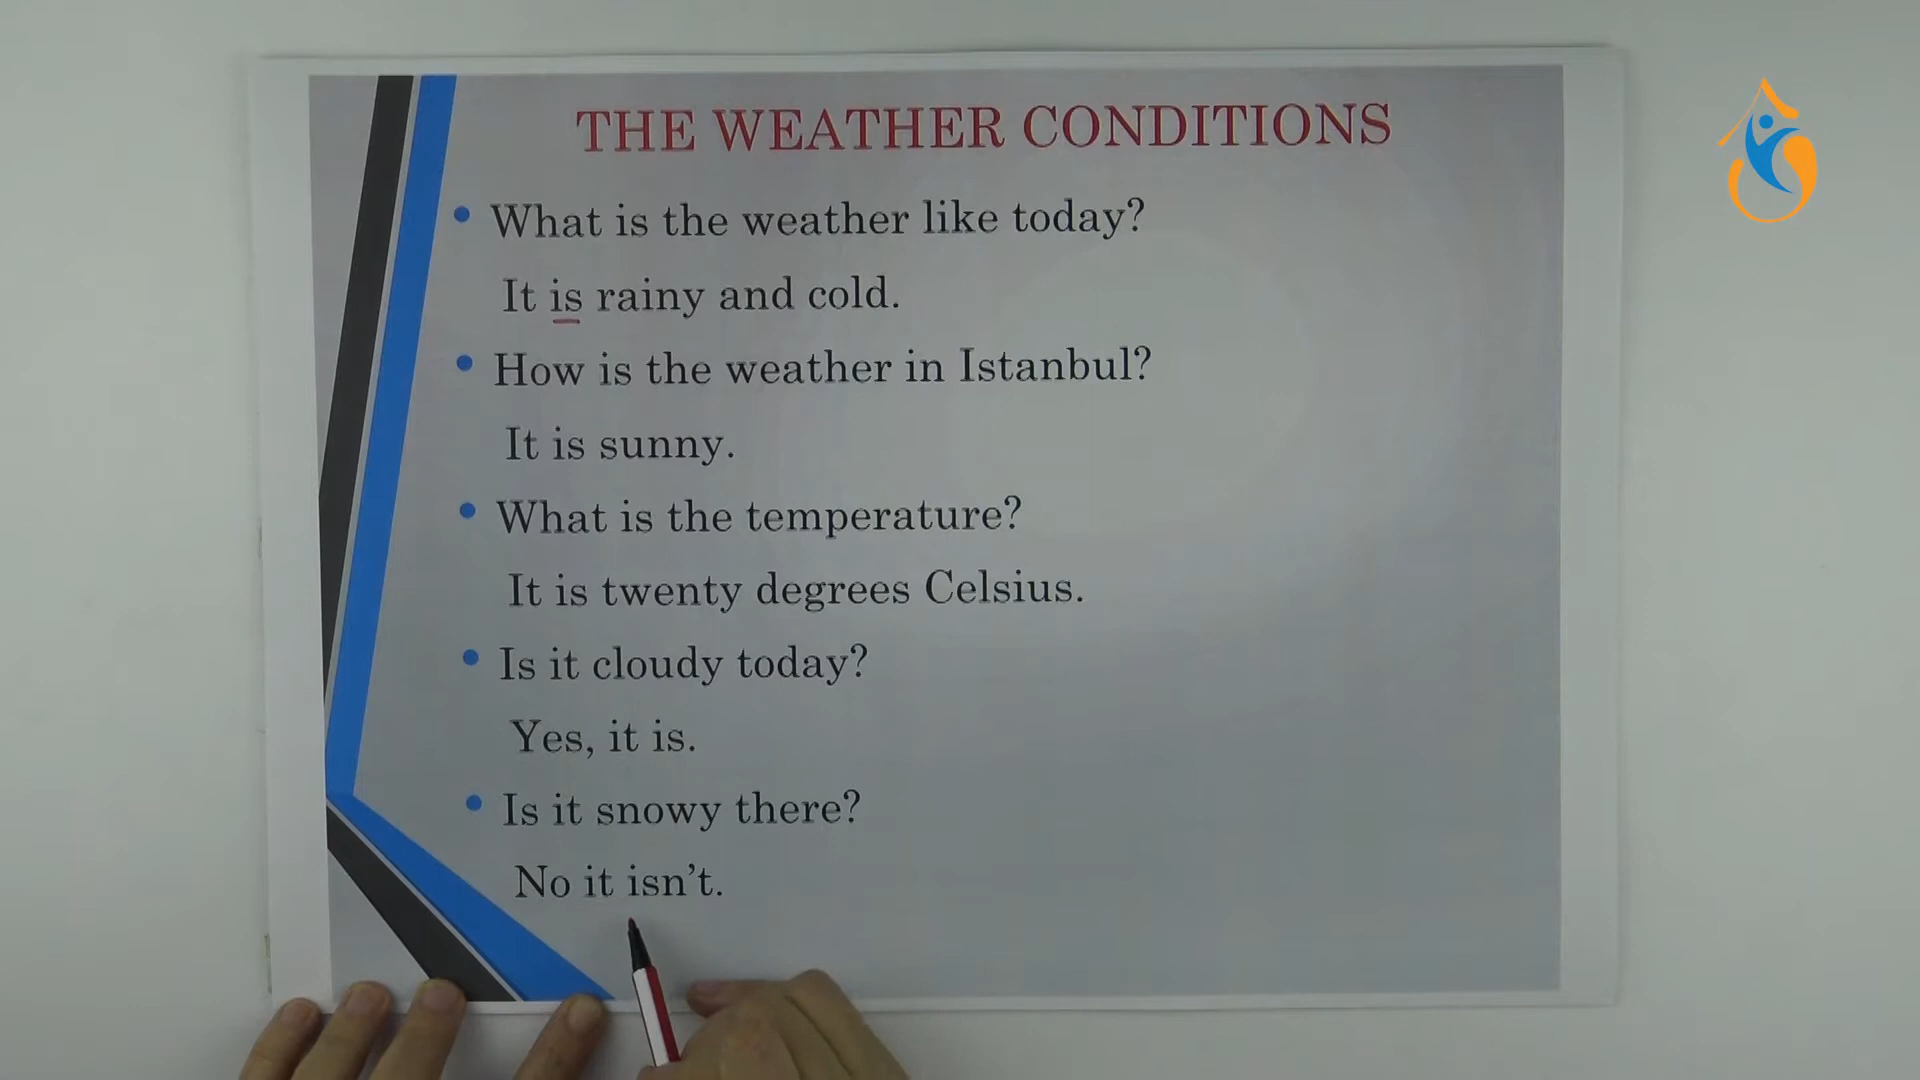 THE WEATHER CONDITIONS
• What is the weather like today?
It is rainy and cold.
• How is the weather in Istanbul?
It is sunny.
• What is the temperature?
It is twenty degrees Celsius.
• Is it cloudy today?
Yes, it is.
• Is it snowy there?
No it isn’t.